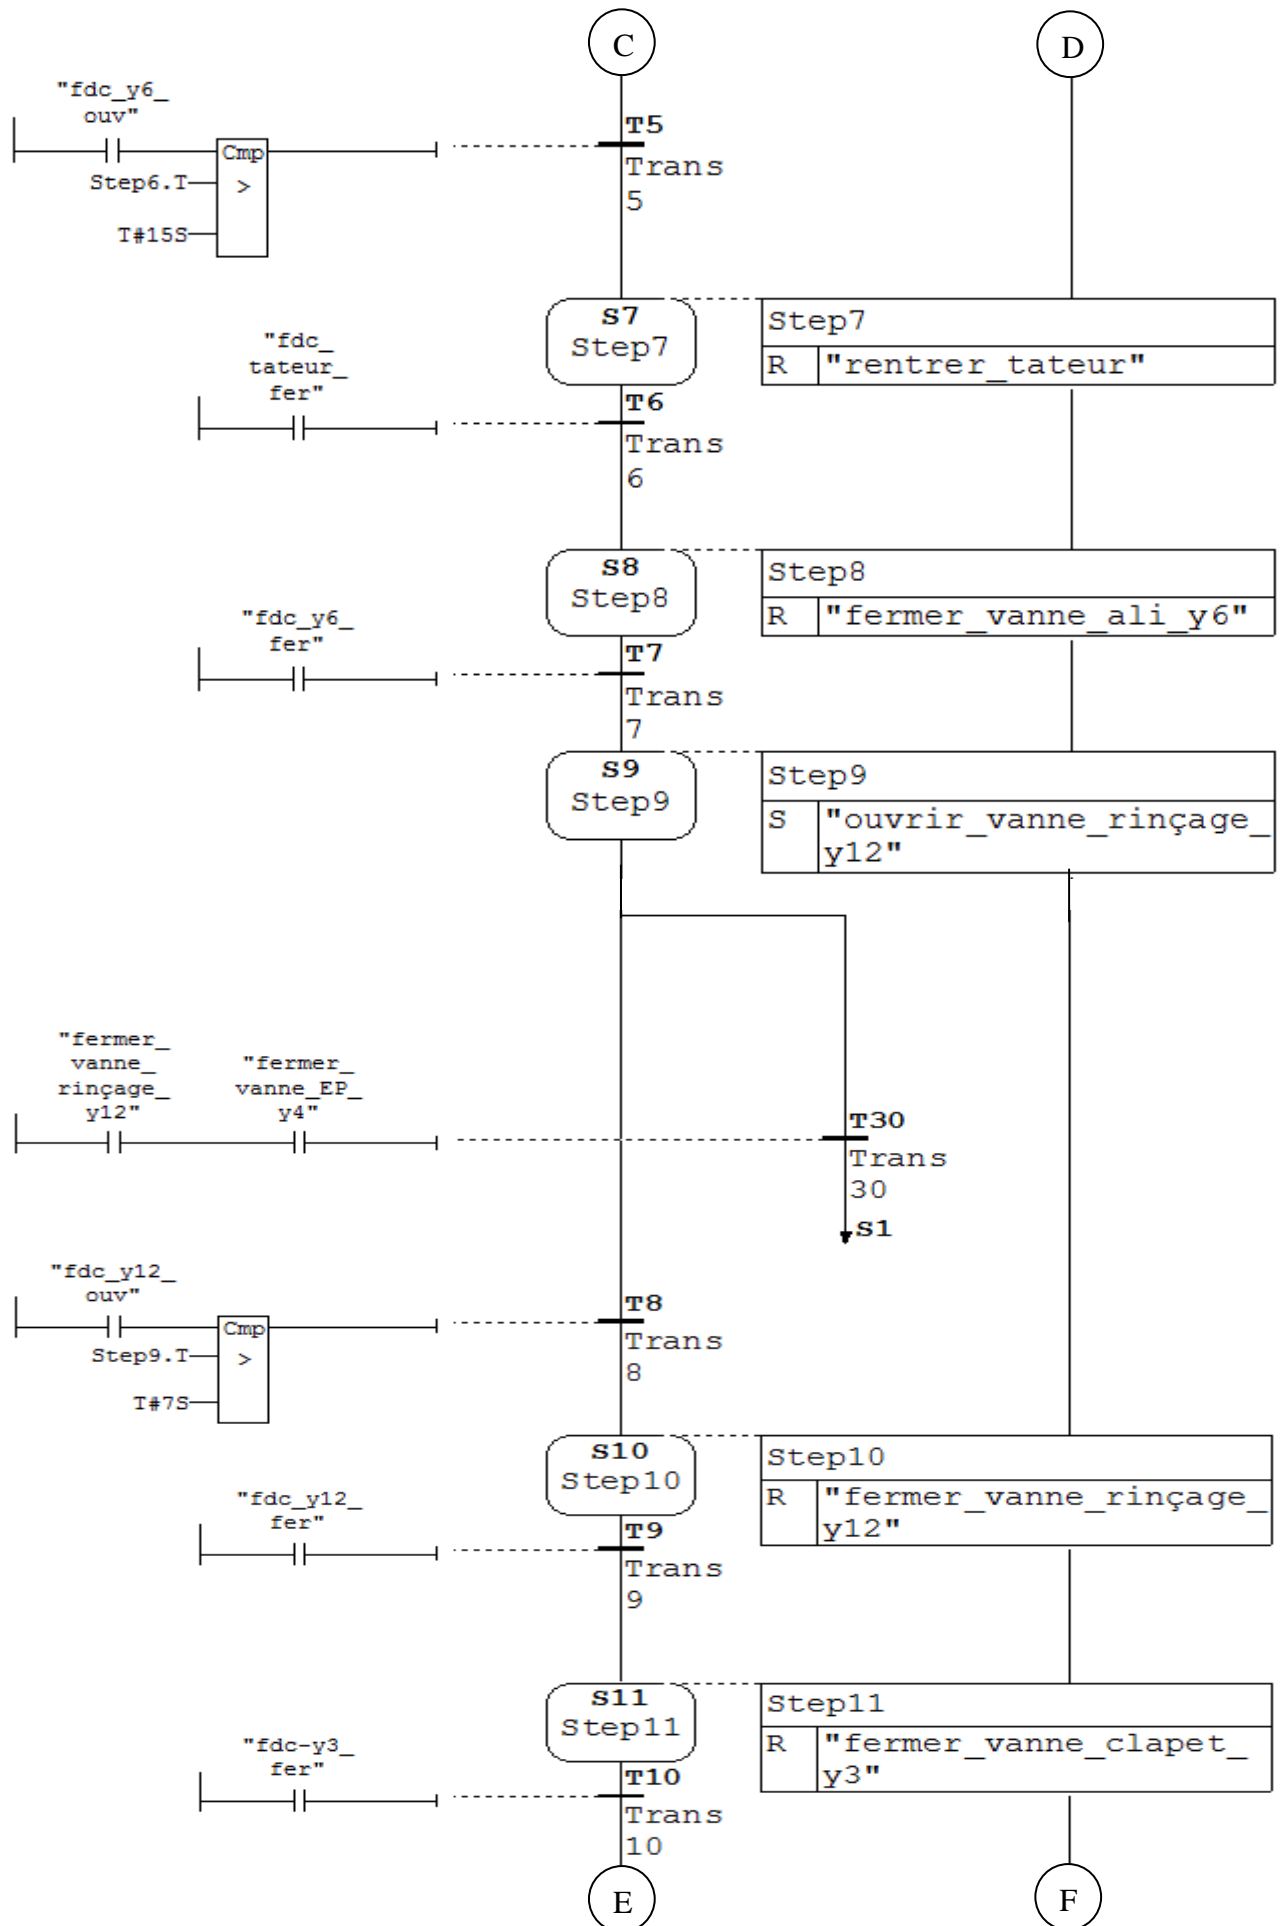 C
D
"fdc_y6_
ouv"
Cmp
Step6.T
>
T#15S
T5
Trans
5
S7
Step7
Step7
R "rentrer_tateur"
"fdc_
tateur_
fer"
T6
Trans
6
S8
Step8
Step8
R "fermer_vanne_ali_y6"
"fdc_y6_
fer"
T7
Trans
7
S9
Step9
Step9
S "ouvrir_vanne_rinçage_
y12"
"fermer_
vanne_
rinçage_
y12"
"fermer_
vanne_EP_
y4"
T30
Trans
30
S1
"fdc_y12_
ouv"
Cmp
Step9.T
>
T#7S
T8
Trans
8
S10
Step10
Step10
R "fermer_vanne_rinçage_
y12"
"fdc_y12_
fer"
T9
Trans
9
S11
Step11
Step11
R "fermer_vanne_clapet_
y3"
"fdc-y3_
fer"
T10
Trans
10
E
F